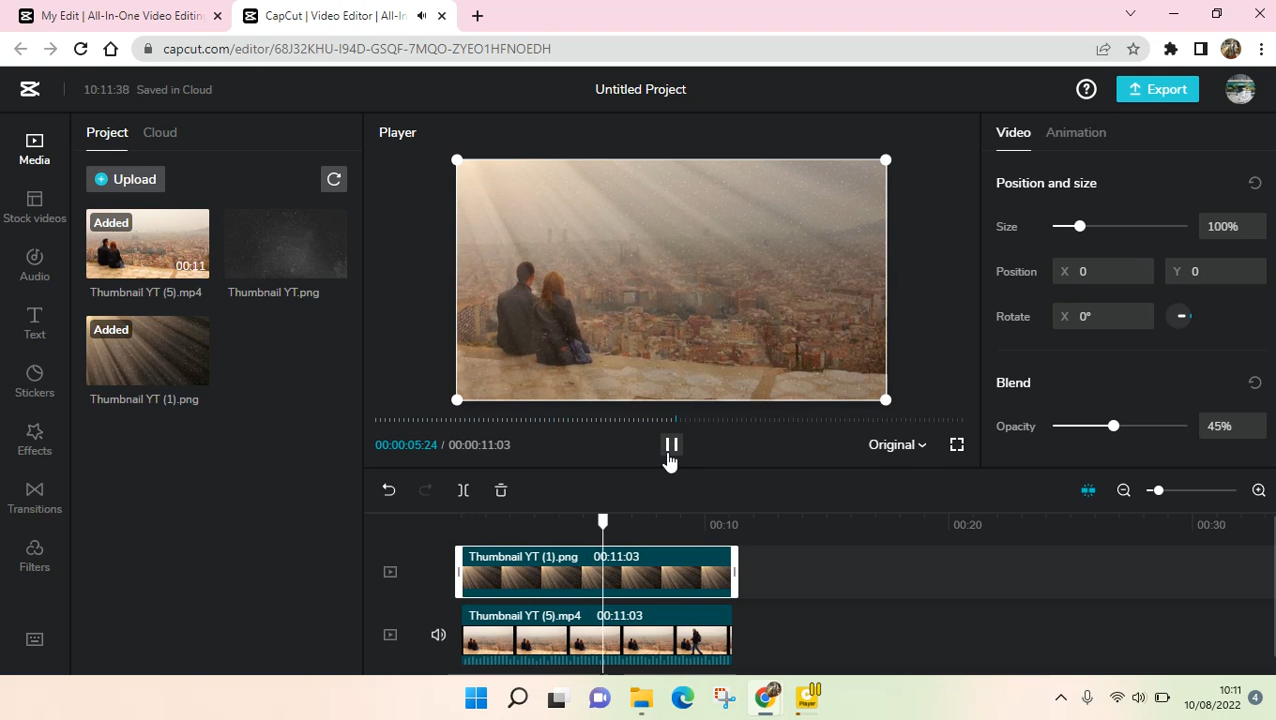 My Edit | All-In-One Video Editin
CapCut | Video Editor | All-In
capcut.com/editor/68J32KHU-I94D-GSQF-7MQO-ZYEO1HFNOEDH
10:11:38 Saved in Cloud
Untitled Project
Export
Media
Stock videos
Audio
Text
Stickers
Effects
Transitions
Filters
Project
Cloud
Upload
Added
00:11
Thumbnail YT (5).mp4
Thumbnail YT.png
Added
Thumbnail YT (1).png
Player
00:00:05:24 / 00:00:11:03
Original
Video
Animation
Position and size
Size
100%
Position
X 0
Y 0
Rotate
X 0°
Blend
Opacity
45%
00:10
00:20
00:30
Thumbnail YT (1).png 00:11:03
Thumbnail YT (5).mp4 00:11:03
Player
10:11
10/08/2022
4